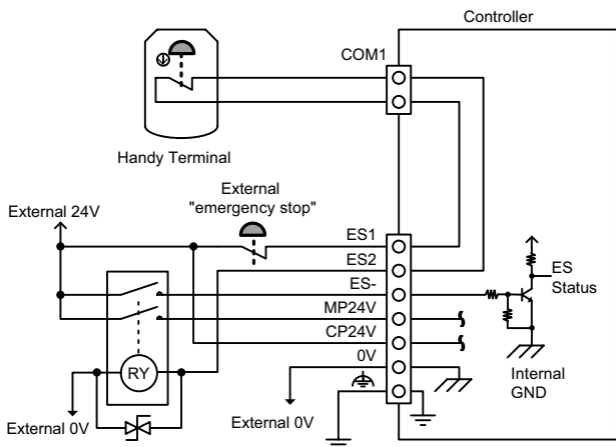 Controller
COM1
Handy Terminal
External
"emergency stop"
External 24V
ES1
ES2
ES-
MP24V
CP24V
0V
ES
Status
RY
Internal
GND
External 0V
External 0V